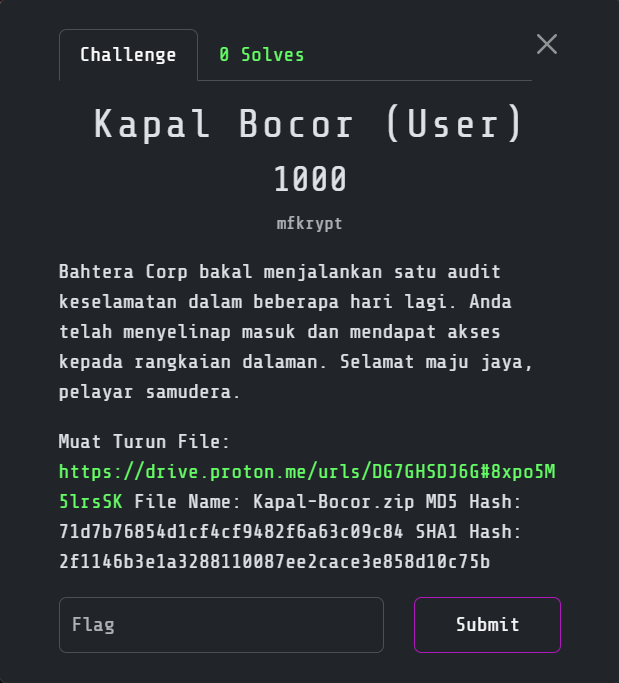 Challenge
0 Solves
Kapal Bocor (User)
1000
mfkrypt
Bahtera Corp bakal menjalankan satu audit
keselamatan dalam beberapa hari lagi. Anda
telah menyelinap masuk dan mendapat akses
kepada rangkaian dalaman. Selamat maju jaya,
pelayar samudera.
Muat Turun File:
https://drive.proton.me/urls/DG7GHSDJ6G#8xpo5M
5lrsSK File Name: Kapal-Bocor.zip MD5 Hash:
71d7b76854d1cf4cf9482f6a63c09c84 SHA1 Hash:
2f1146b3e1a3288110087ee2cace3e858d10c75b
Flag
Submit